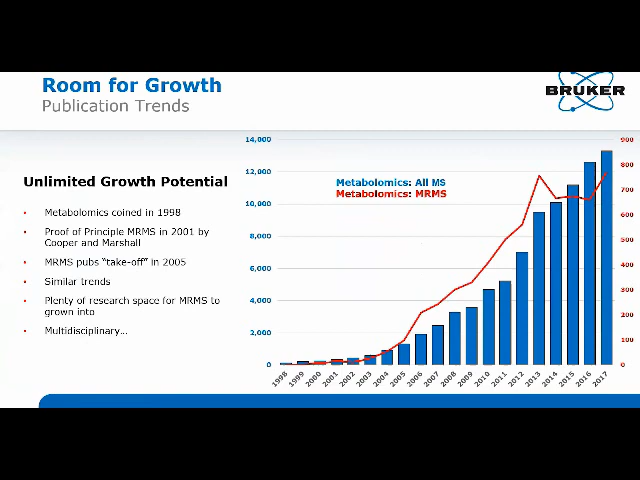 Room for Growth
Publication Trends
BRUKER
Unlimited Growth Potential
• Metabolomics coined in 1998
• Proof of Principle MRMS in 2001 by
Cooper and Marshall
• MRMS pubs "take-off" in 2005
• Similar trends
• Plenty of research space for MRMS to
grown into
• Multidisciplinary...
Metabolomics: All MS
Metabolomics: MRMS
14,000
12,000
10,000
8,000
6,000
4,000
2,000
0
900
800
700
600
500
400
300
200
100
0
1998 1999 2000 2001 2002 2003 2004 2005 2006 2007 2008 2009 2010 2011 2012 2013 2014 2015 2016 2017